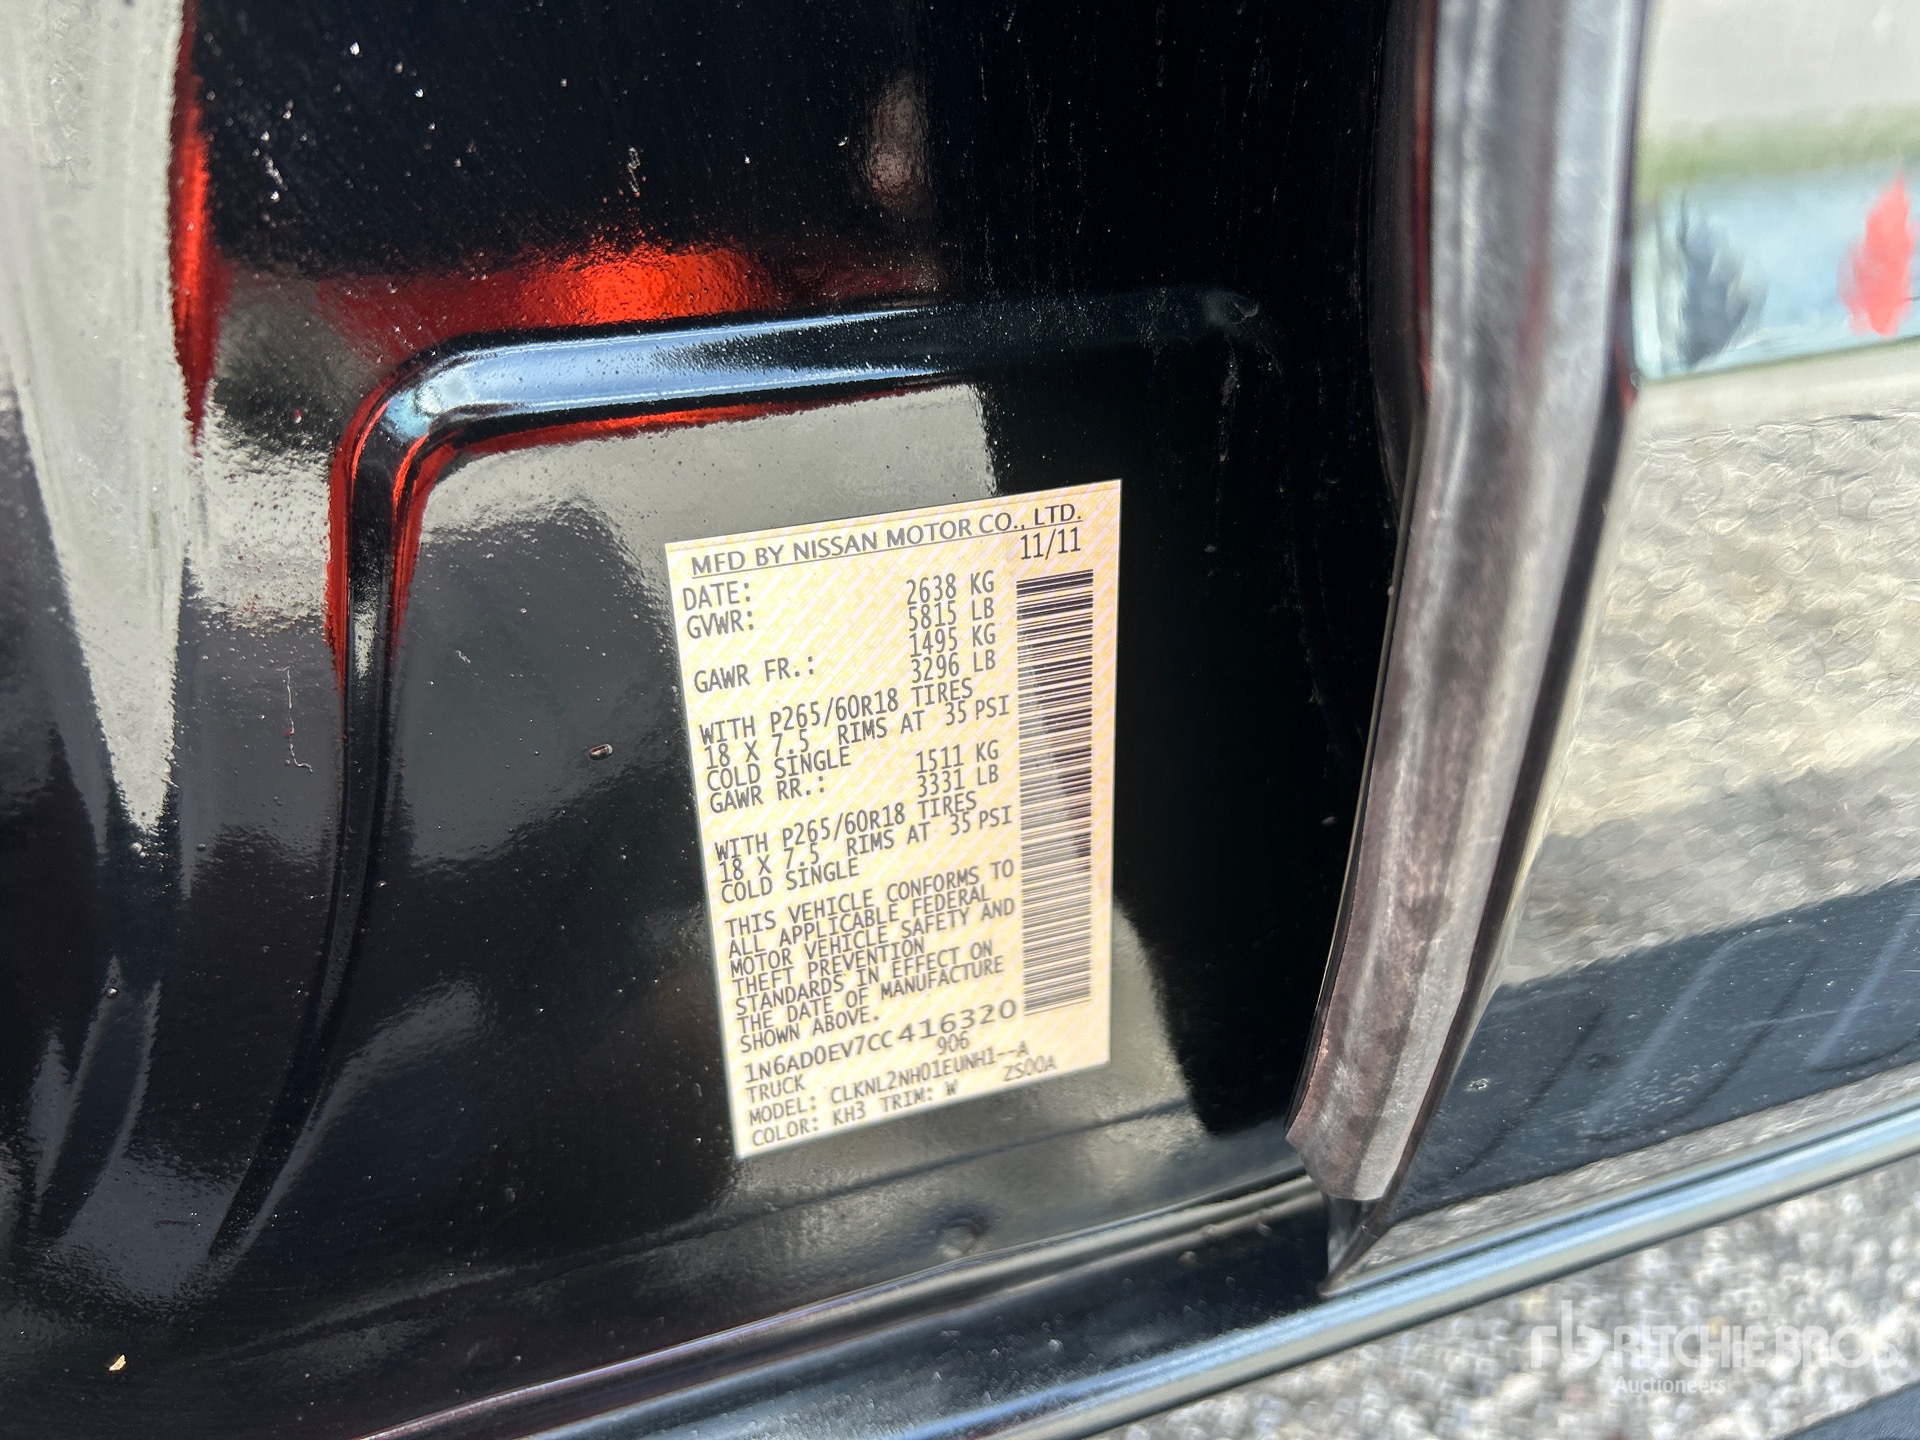 MFD BY NISSAN MOTOR CO., LTD.
DATE: 11/11
GVWR: 2638 KG
5815 LB
GAWR FR.: 1495 KG
3296 LB
WITH P265/60R18 TIRES
18 X 7.5 RIMS AT 35 PSI
COLD SINGLE
GAWR RR.: 1511 KG
3331 LB
WITH P265/60R18 TIRES
18 X 7.5 RIMS AT 35 PSI
COLD SINGLE
THIS VEHICLE CONFORMS TO
ALL APPLICABLE FEDERAL
MOTOR VEHICLE SAFETY AND
THEFT PREVENTION
STANDARDS IN EFFECT ON
THE DATE OF MANUFACTURE
SHOWN ABOVE.
1N6AD0EV7CC416320
TRUCK 906
MODEL: CLKNL2NH01EUNH1--A
COLOR: KH3 TRIM: W ZS00A
rb RITCHIE BROS.
Auctioneers